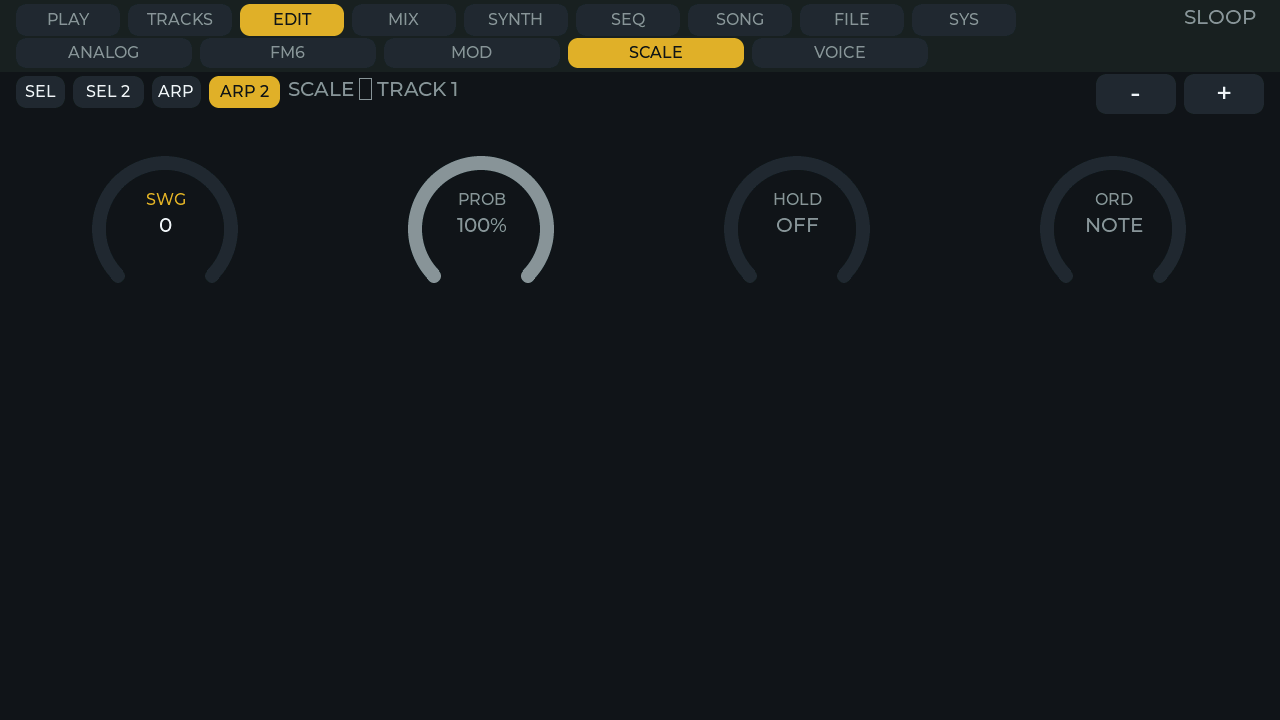 PLAY TRACKS EDIT MIX SYNTH SEQ SONG FILE SYS SLOOP
ANALOG FM6 MOD SCALE VOICE
SEL SEL 2 ARP ARP 2 SCALE □ TRACK 1 - +
SWG PROB HOLD ORD
0 100% OFF NOTE